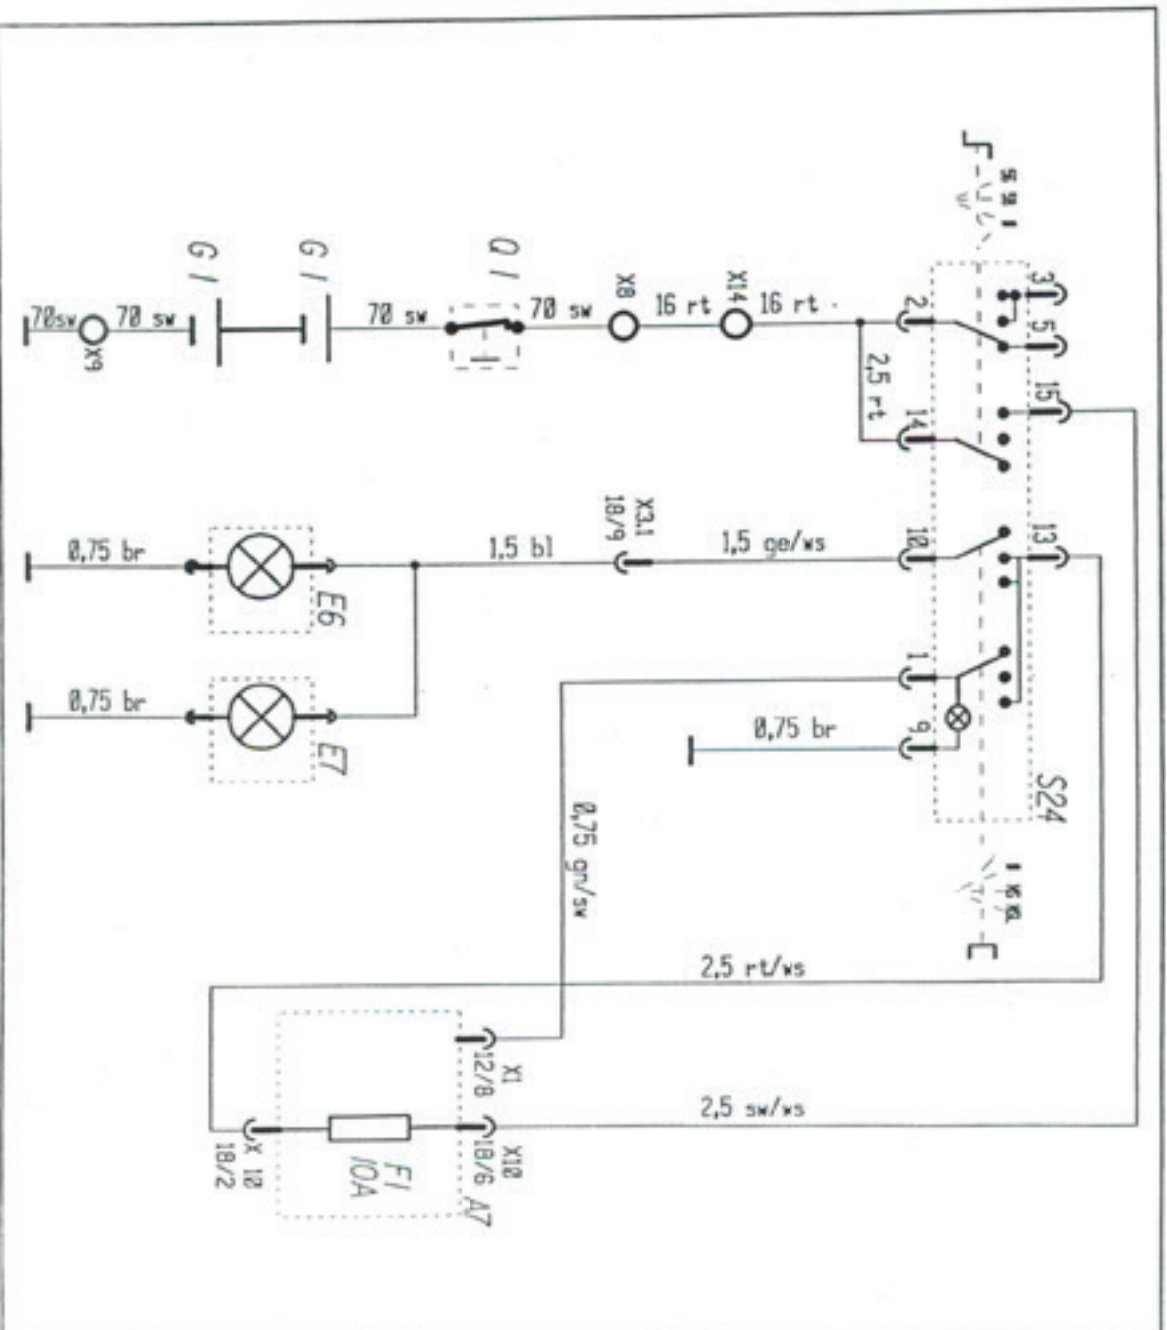 3
5
15
13
2
14
10
1
9
S24
G1
G1
Q1
70sw
70 sw
X9
70 sw
70 sw
X8
16 rt
X14
16 rt
2,5 rt
0,75 br
E6
1,5 bl
X3.1
18/9
1,5 ge/ws
0,75 br
E7
0,75 br
0,75 gn/sw
2,5 rt/ws
X1
12/8
2,5 sw/ws
X10
18/6
A7
F1
10A
X 10
18/2